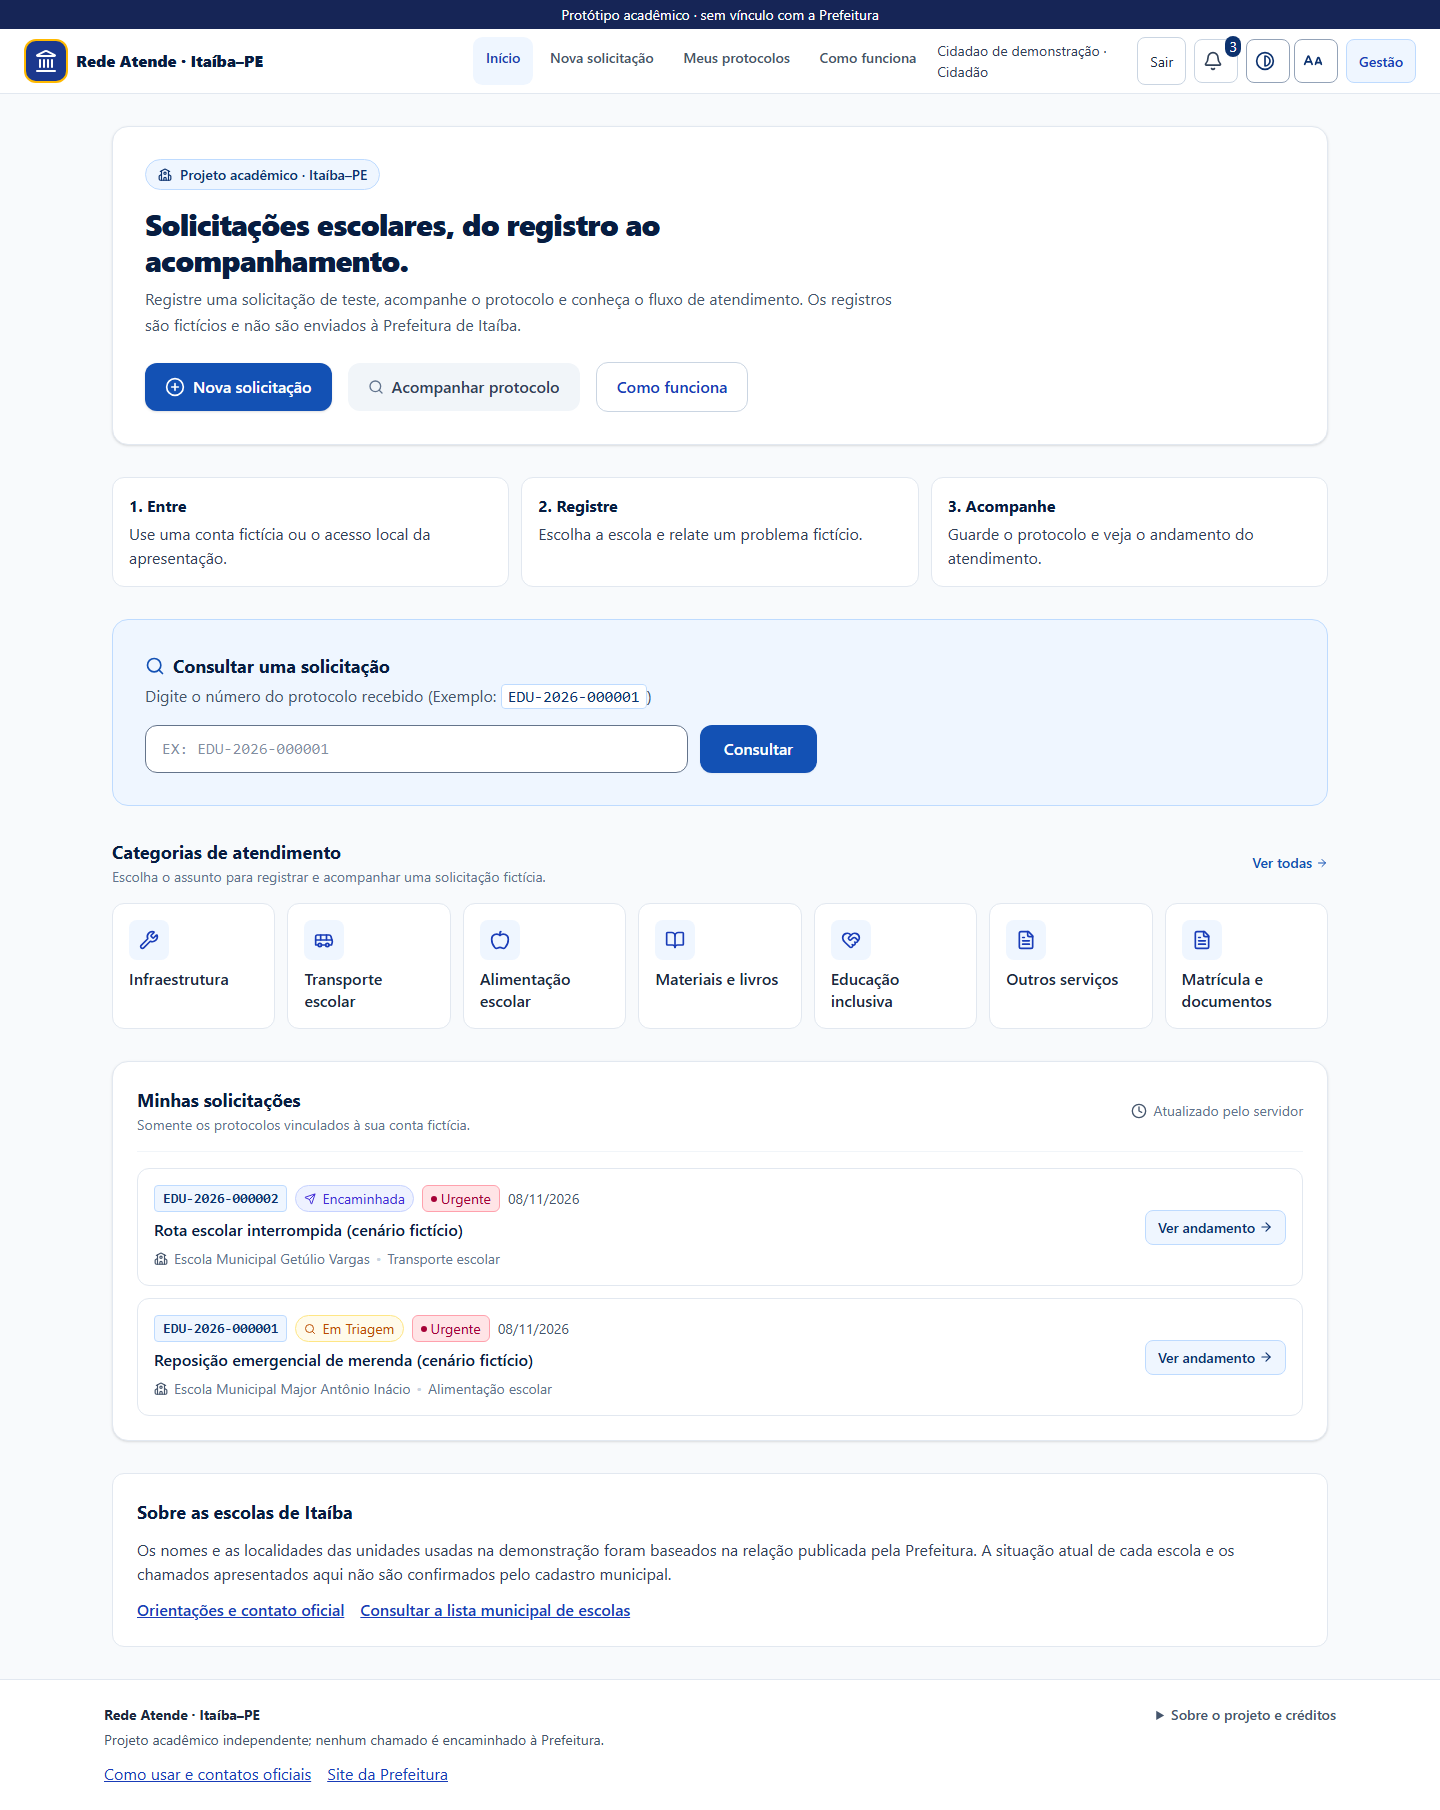 Protótipo acadêmico · sem vínculo com a Prefeitura
Rede Atende · Itaíba–PE
Início
Nova solicitação
Meus protocolos
Como funciona
Cidadao de demonstração ·
Cidadão
Sair
3
AA
Gestão
Projeto acadêmico · Itaíba–PE
Solicitações escolares, do registro ao
acompanhamento.
Registre uma solicitação de teste, acompanhe o protocolo e conheça o fluxo de atendimento. Os registros
são fictícios e não são enviados à Prefeitura de Itaíba.
Nova solicitação
Acompanhar protocolo
Como funciona
1. Entre
Use uma conta fictícia ou o acesso local da
apresentação.
2. Registre
Escolha a escola e relate um problema fictício.
3. Acompanhe
Guarde o protocolo e veja o andamento do
atendimento.
Consultar uma solicitação
Digite o número do protocolo recebido (Exemplo: EDU-2026-000001)
EX: EDU-2026-000001
Consultar
Categorias de atendimento
Escolha o assunto para registrar e acompanhar uma solicitação fictícia.
Ver todas →
Infraestrutura
Transporte
escolar
Alimentação
escolar
Materiais e livros
Educação
inclusiva
Outros serviços
Matrícula e
documentos
Minhas solicitações
Somente os protocolos vinculados à sua conta fictícia.
Atualizado pelo servidor
EDU-2026-000002 Encaminhada Urgente 08/11/2026
Rota escolar interrompida (cenário fictício)
Escola Municipal Getúlio Vargas • Transporte escolar
Ver andamento →
EDU-2026-000001 Em Triagem Urgente 08/11/2026
Reposição emergencial de merenda (cenário fictício)
Escola Municipal Major Antônio Inácio • Alimentação escolar
Ver andamento →
Sobre as escolas de Itaíba
Os nomes e as localidades das unidades usadas na demonstração foram baseados na relação publicada pela Prefeitura. A situação atual de cada escola e os
chamados apresentados aqui não são confirmados pelo cadastro municipal.
Orientações e contato oficial Consultar a lista municipal de escolas
Rede Atende · Itaíba–PE
Projeto acadêmico independente; nenhum chamado é encaminhado à Prefeitura.
Como usar e contatos oficiais Site da Prefeitura
▶ Sobre o projeto e créditos